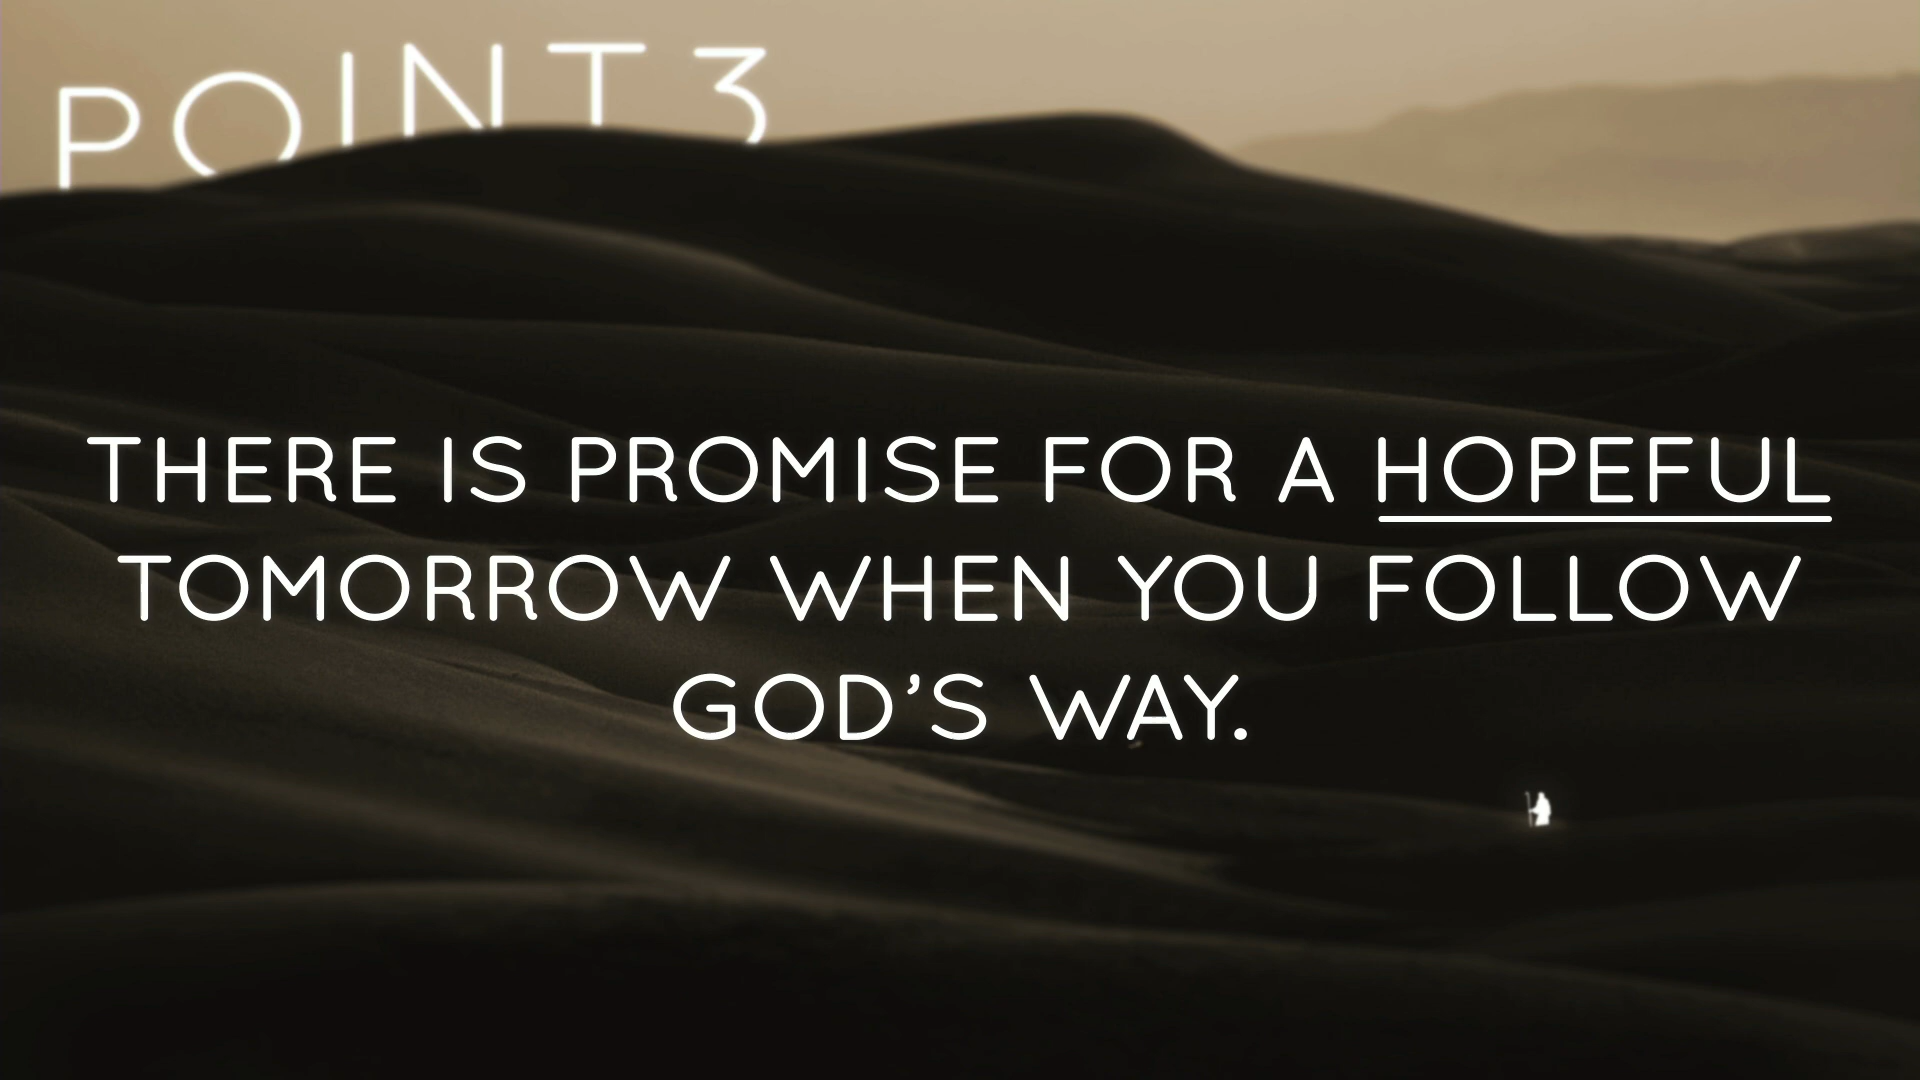 POINT 3
THERE IS PROMISE FOR A HOPEFUL
TOMORROW WHEN YOU FOLLOW
GOD’S WAY.